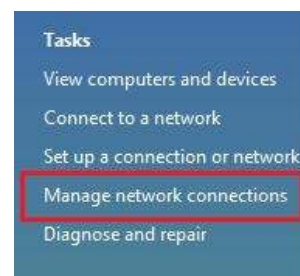 Tasks
View computers and devices
Connect to a network
Set up a connection or network
Manage network connections
Diagnose and repair